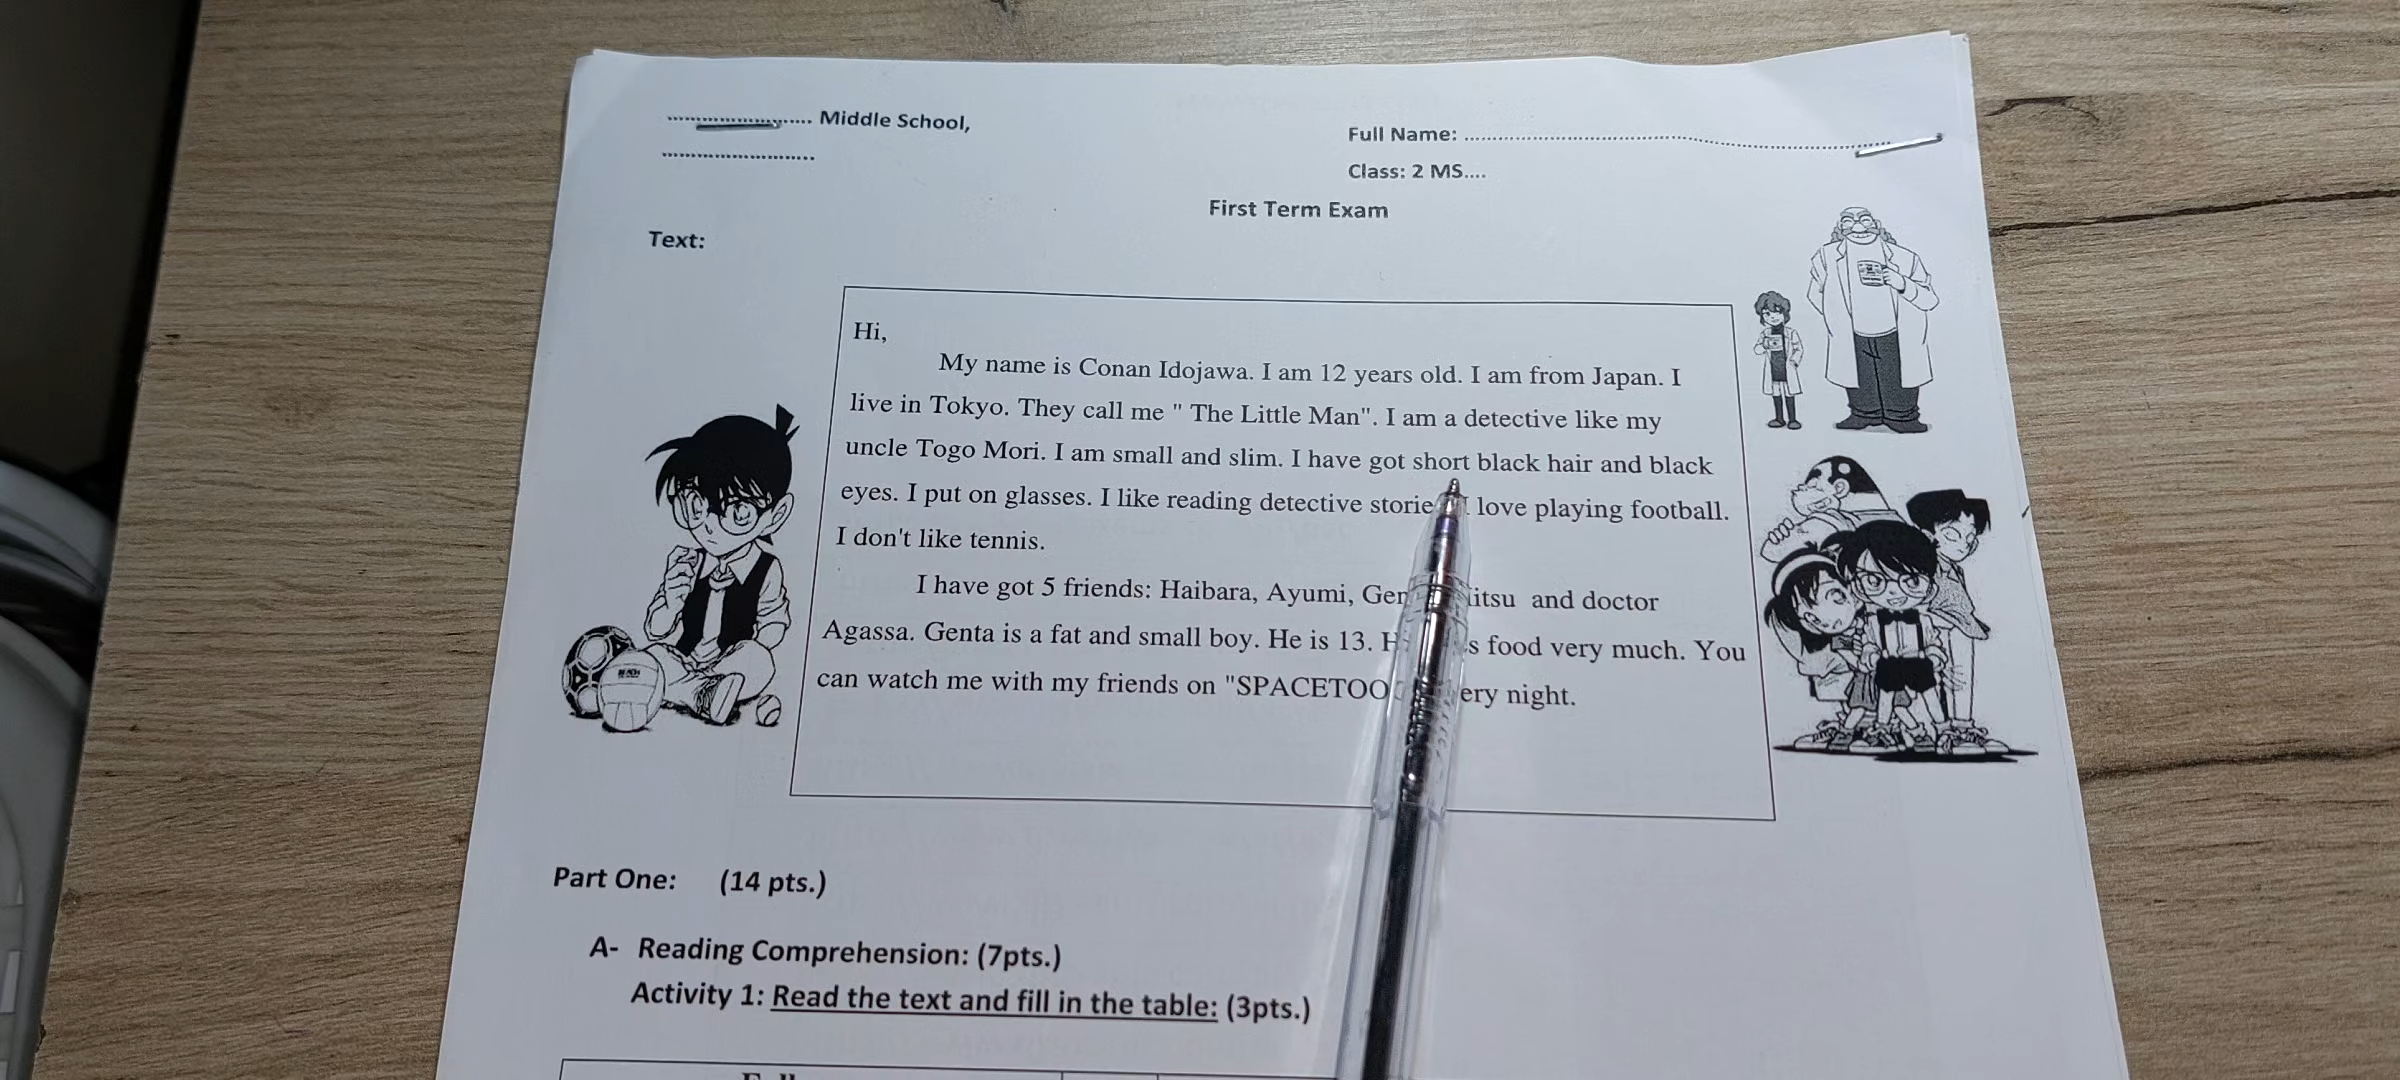 .......................... Middle School,
..........................
Full Name: ..........................
Class: 2 MS....
First Term Exam
Text:
Hi,
My name is Conan Idojawa. I am 12 years old. I am from Japan. I
live in Tokyo. They call me " The Little Man". I am a detective like my
uncle Togo Mori. I am small and slim. I have got short black hair and black
eyes. I put on glasses. I like reading detective I love playing football.
I don't like tennis.
I have got 5 friends: Haibara, Ayumi, and doctor
Agassa. Genta is a fat and small boy. He is 13. food very much. You
can watch me with my friends on night.
Part One: (14 pts.)
A- Reading Comprehension: (7pts.)
Activity 1: Read the text and fill in the table: (3pts.)